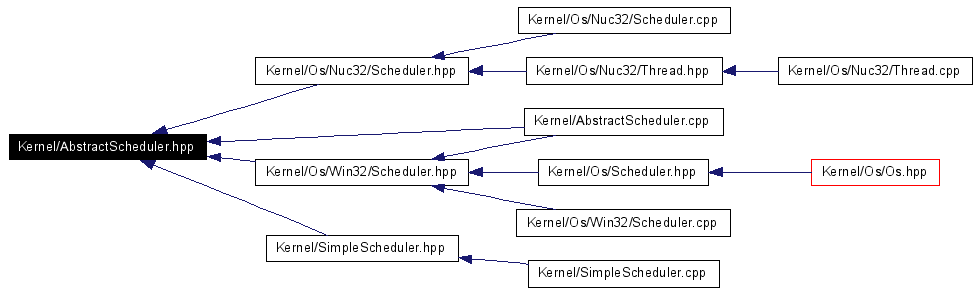 Kernel/Os/Nuc32/Scheduler.cpp
Kernel/Os/Nuc32/Scheduler.hpp
Kernel/Os/Nuc32/Thread.hpp
Kernel/Os/Nuc32/Thread.cpp
Kernel/AbstractScheduler.cpp
Kernel/AbstractScheduler.hpp
Kernel/Os/Win32/Scheduler.hpp
Kernel/Os/Scheduler.hpp
Kernel/Os/Os.hpp
Kernel/Os/Win32/Scheduler.cpp
Kernel/SimpleScheduler.hpp
Kernel/SimpleScheduler.cpp